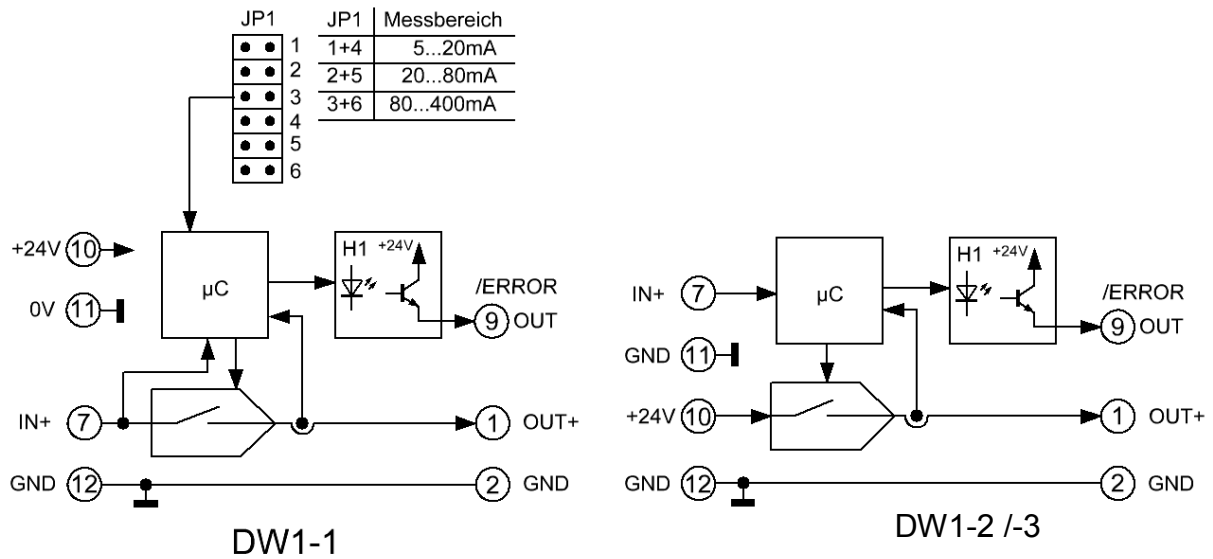 JP1
1
2
3
4
5
6
JP1 Messbereich
1+4 5...20mA
2+5 20...80mA
3+6 80...400mA
+24V 10
0V 11
µC
H1 +24V
/ERROR
9 OUT
IN+ 7
1 OUT+
GND 12
2 GND
DW1-1
IN+ 7
µC
H1 +24V
/ERROR
9 OUT
GND 11
+24V 10
1 OUT+
GND 12
2 GND
DW1-2 /-3